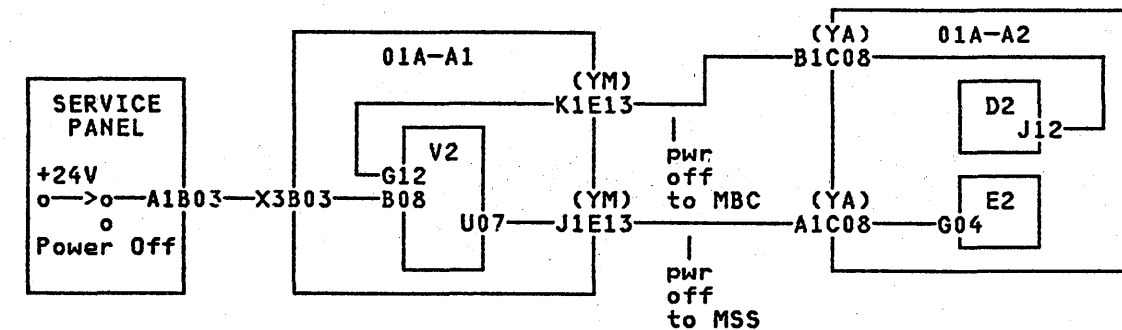 (YA) 01A-A2
01A-A1 B1C08
(YM)
SERVICE K1E13 D2
PANEL V2 J12
pwr
+24V G12 off (YM) (YA) E2
A1B03 X3B03 B08 to MBC
U07 J1E13 A1C08 G04
Power Off
pwr
off
to MSS